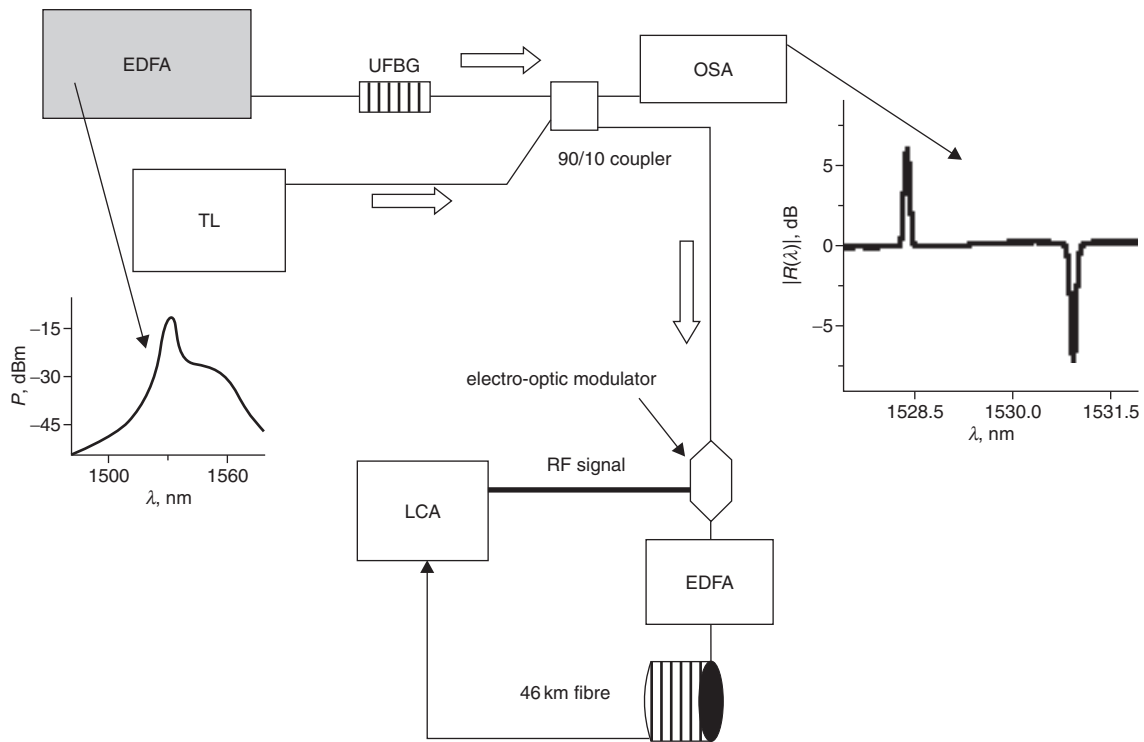 EDFA
UFBG
OSA
90/10 coupler
TL
|R(λ)|, dB
5
0
−5
1528.5 1530.0 1531.5
λ, nm
P, dBm
−15
−30
−45
1500 1560
λ, nm
electro-optic modulator
RF signal
LCA
EDFA
46 km fibre